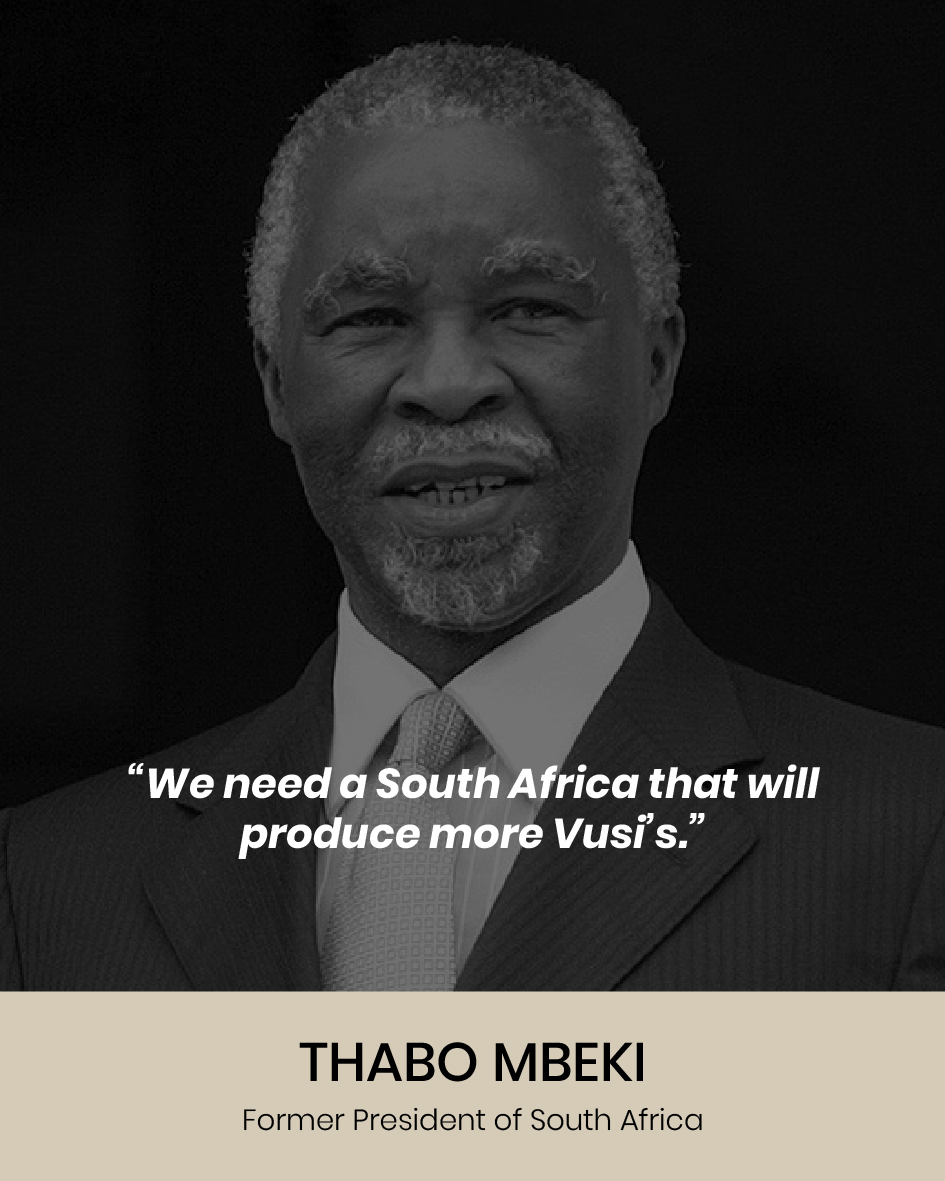 “We need a South Africa that will
produce more Vusi’s.”
THABO MBEKI
Former President of South Africa